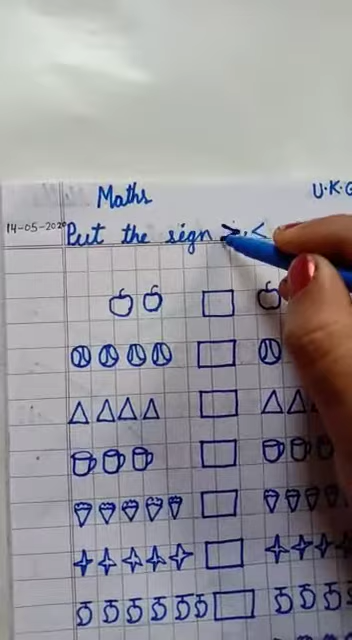 Maths
U.K.G
14-05-2020
Put the sign >, <